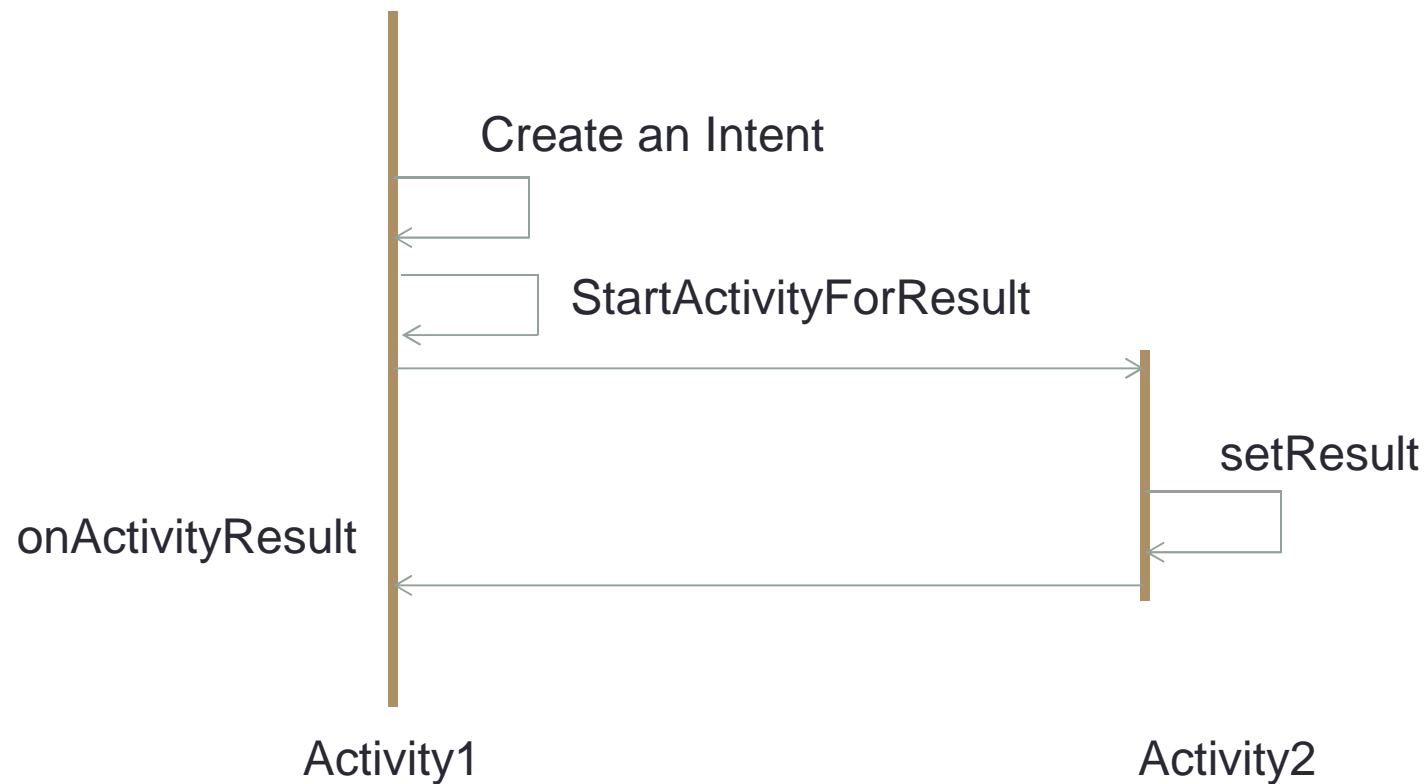 Create an Intent
StartActivityForResult
setResult
onActivityResult
Activity1
Activity2